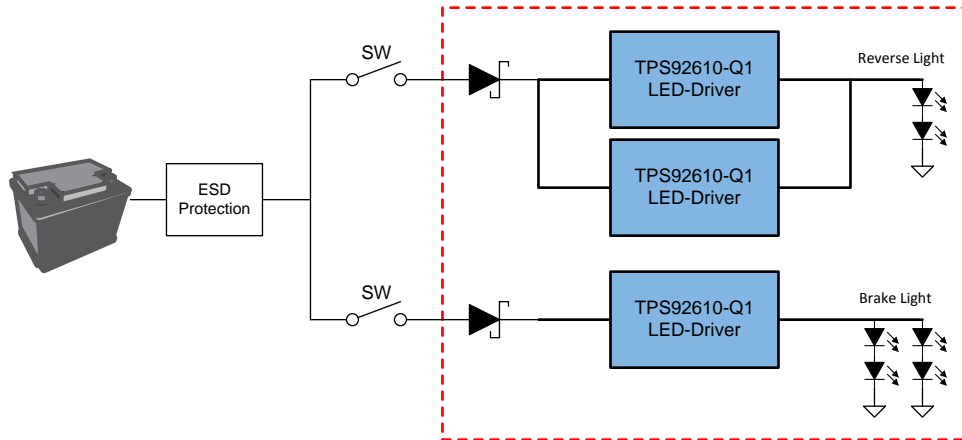 SW
TPS92610-Q1
LED-Driver
Reverse Light
TPS92610-Q1
LED-Driver
ESD
Protection
SW
TPS92610-Q1
LED-Driver
Brake Light